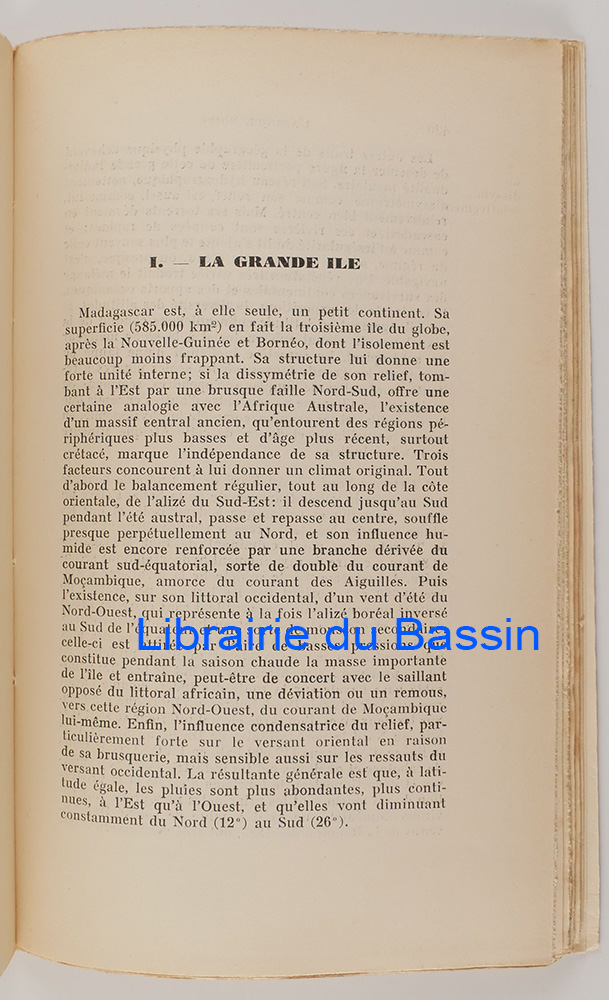 I. — LA GRANDE ILE
Madagascar est, à elle seule, un petit continent. Sa
superficie (585.000 km²) en fait la troisième île du globe,
après la Nouvelle-Guinée et Bornéo, dont l'isolement est
beaucoup moins frappant. Sa structure lui donne une
forte unité interne; si la dissymétrie de son relief, tom-
bant à l'Est par une brusque faille Nord-Sud, offre une
certaine analogie avec l'Afrique Australe, l'existence
d'un massif central ancien, qu'entourent des régions pé-
riphériques plus basses et d'âge plus récent, surtout
crétacé, marque l'indépendance de sa structure. Trois
facteurs concourent à lui donner un climat original. Tout
d'abord le balancement régulier, tout au long de la côte
orientale, de l'alizé du Sud-Est: il descend jusqu'au Sud
pendant l'été austral, passe et repasse au centre, souffle
presque perpétuellement au Nord, et son influence hu-
mide est encore renforcée par une branche dérivée du
courant sud-équatorial, sorte de double du courant de
Moçambique, amorce du courant des Aiguilles. Puis
l'existence, sur son littoral occidental, d'un vent d'été du
Nord-Ouest, qui représente à la fois l'alizé boréal inversé
au Sud de l'équateur
Librairie du Bassin
celle-ci est attirée par l'aire de basses pressions que
constitue pendant la saison chaude la masse importante
de l'île et entraîne, peut-être de concert avec le saillant
opposé du littoral africain, une déviation ou un remous,
vers cette région Nord-Ouest, du courant de Moçambique
lui-même. Enfin, l'influence condensatrice du relief, par-
ticulièrement forte sur le versant oriental en raison
de sa brusquerie, mais sensible aussi sur les ressauts du
versant occidental. La résultante générale est que, à lati-
tude égale, les pluies sont plus abondantes, plus conti-
nues, à l'Est qu'à l'Ouest, et qu'elles vont diminuant
constamment du Nord (12°) au Sud (26°).